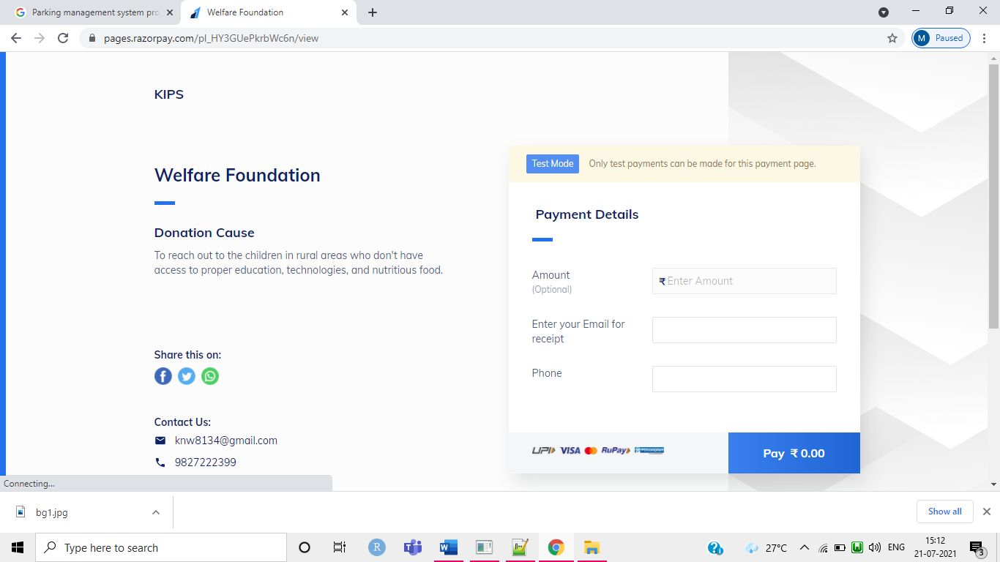 Parking management system pro
Welfare Foundation
pages.razorpay.com/pl_HY3GUePkrbWc6n/view
M Paused
KIPS
Welfare Foundation
Donation Cause
To reach out to the children in rural areas who don't have
access to proper education, technologies, and nutritious food.
Share this on:
Contact Us:
knw8134@gmail.com
9827222399
Test Mode Only test payments can be made for this payment page.
Payment Details
Amount
(Optional)
₹ Enter Amount
Enter your Email for
receipt
Phone
UPI VISA RuPay
Pay ₹ 0.00
Connecting...
bg1.jpg
Show all
Type here to search
R
27°C
ENG
15:12
21-07-2021
3